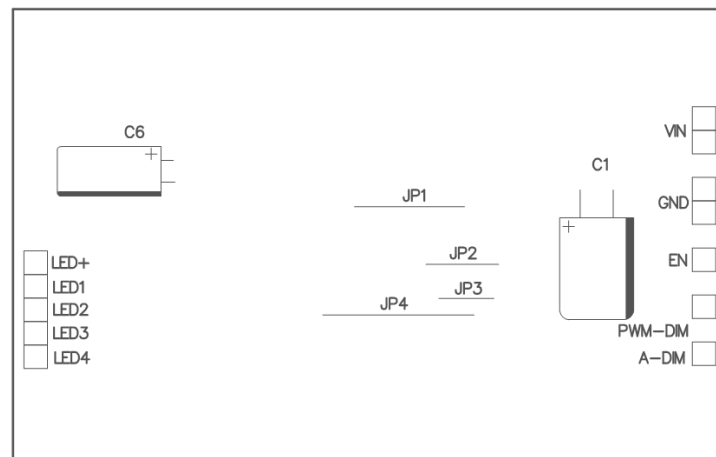 C6
VIN
C1
JP1
GND
JP2
EN
LED+
LED1
JP3
LED2
JP4
LED3
PWM-DIM
LED4
A-DIM